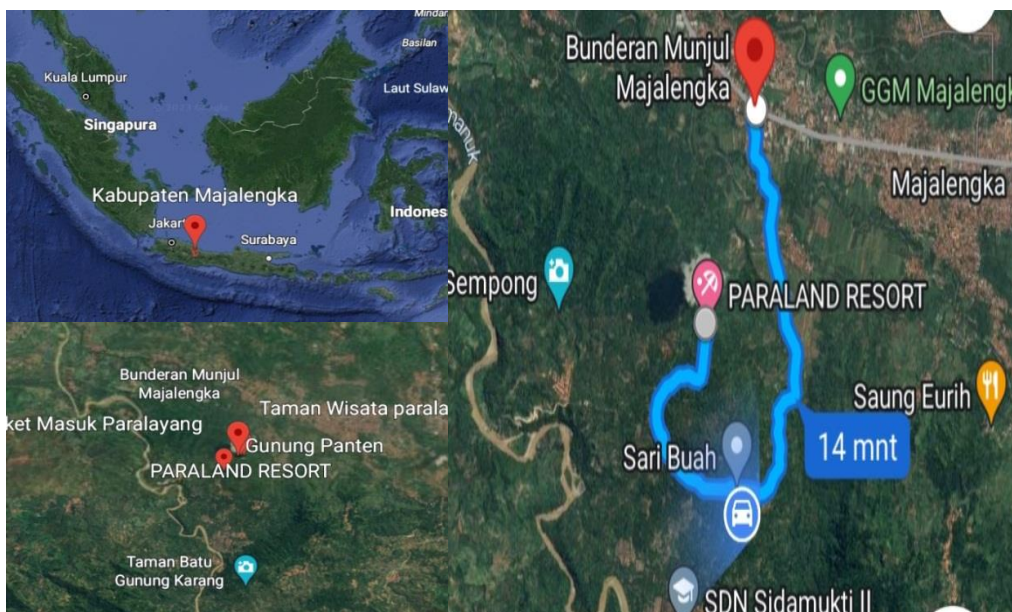 Mindan
Basilan
Kuala Lumpur
Laut Sulaw
Singapura
Kabupaten Majalengka
Jakart
Surabaya
Indones
Bunderan Munjul
Majalengka
Taman Wisata parala
ket Masuk Paralayang
Gunung Panten
PARALAND RESORT
Taman Batu
Gunung Karang
Bunderan Munjul
Majalengka
GGM Majalengk
manuk
Majalengka
Sempong
PARALAND RESORT
Saung Eurih
14 mnt
Sari Buah
SDN Sidamukti II